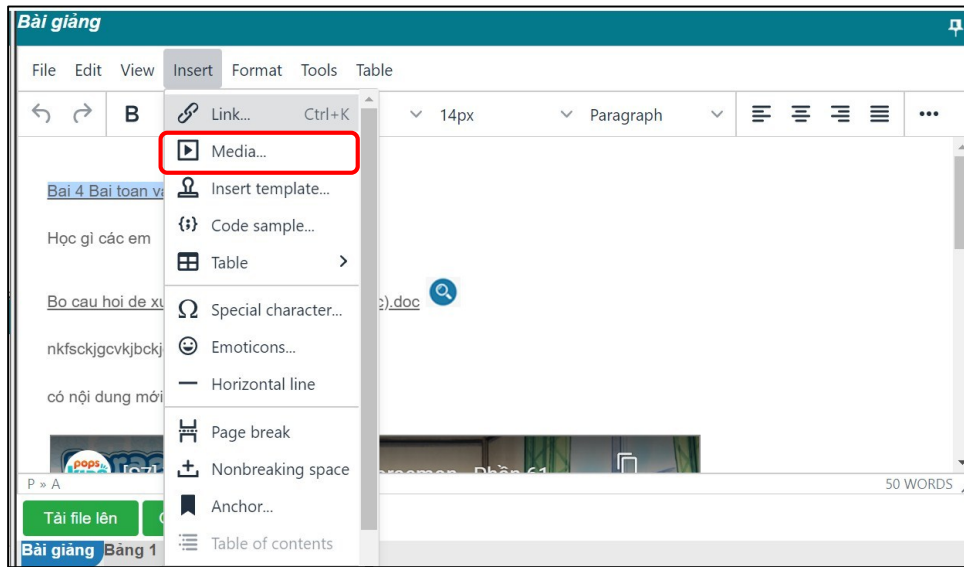 Bài giảng
File Edit View Insert Format Tools Table
B 14px Paragraph
Link... Ctrl+K
Media...
Insert template...
{;} Code sample...
Table
Ω Special character...
Emoticons...
Horizontal line
Page break
Nonbreaking space
Anchor...
Table of contents
Bai 4 Bai toan
Học gì các em
Bo cau hoi de c).doc
nkfsckjgcvkjbckj
có nội dung mới
pops
Phần 61
P » A 50 WORDS
Tải file lên
Bài giảng Bảng 1